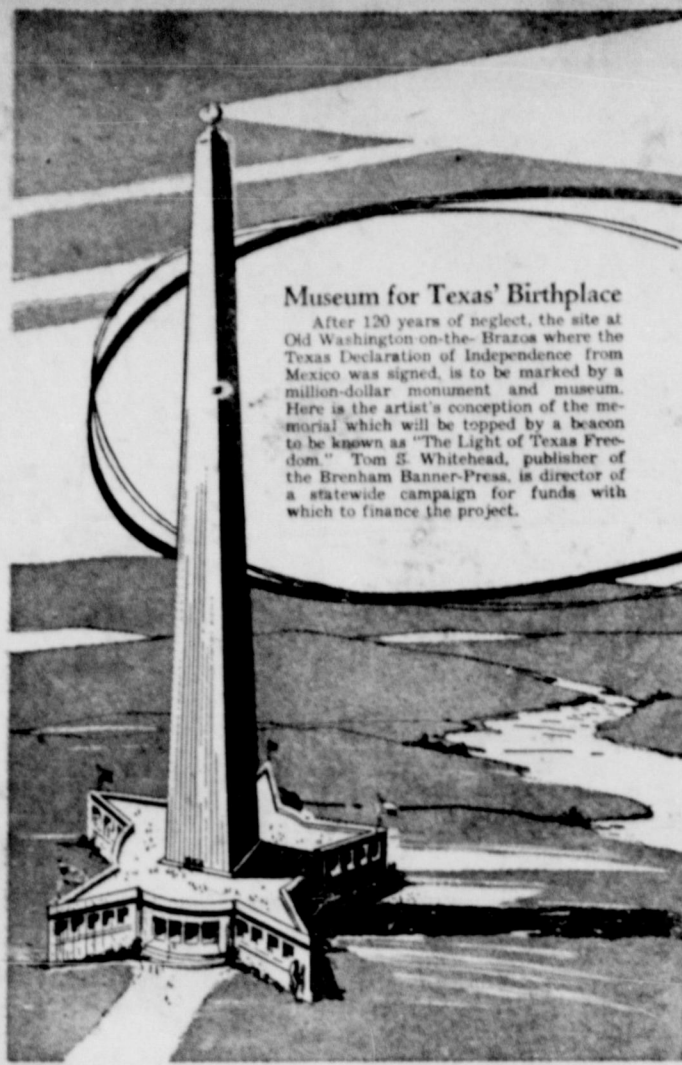 Museum for Texas' Birthplace
After 120 years of neglect, the site at
Old Washington-on-the- Brazos where the
Texas Declaration of Independence from
Mexico was signed, is to be marked by a
million-dollar monument and museum.
Here is the artist's conception of the me-
morial which will be topped by a beacon
to be known as "The Light of Texas Free-
dom." Tom S. Whitehead, publisher of
the Brenham Banner-Press, is director of
a statewide campaign for funds with
which to finance the project.